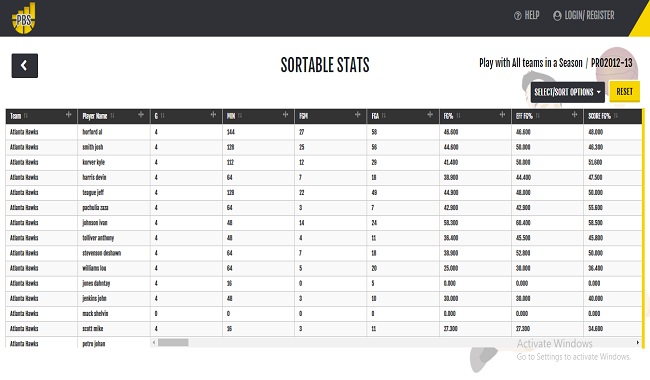 PBS
HELP
LOGIN/ REGISTER
SORTABLE STATS
Play with All teams in a Season / PRO2012-13
SELECT/SORT OPTIONS
RESET
Team Player Name G MIN FGM FGA FG% EFF FG% SCORE FG%
Atlanta Hawks horford al 4 144 27 58 46.600 46.600 48.000
Atlanta Hawks smith josh 4 128 25 56 44.600 50.000 46.300
Atlanta Hawks korver kyle 4 112 12 29 41.400 50.000 51.600
Atlanta Hawks harris devin 4 64 7 18 38.900 44.400 47.500
Atlanta Hawks teague jeff 4 128 22 49 44.900 48.000 50.000
Atlanta Hawks pachulia zaza 4 64 3 7 42.900 42.900 55.600
Atlanta Hawks johnson ivan 4 48 14 24 58.300 60.400 58.500
Atlanta Hawks tolliver anthony 4 48 4 11 36.400 45.500 45.800
Atlanta Hawks stevenson deshawn 4 64 7 18 38.900 52.800 50.000
Atlanta Hawks williams lou 4 64 5 20 25.000 30.000 36.400
Atlanta Hawks jones dahntay 4 16 0 5 0.000 0.000 0.000
Atlanta Hawks jenkins john 4 48 3 10 30.000 30.000 40.000
Atlanta Hawks mack shelvin 0 0 0 0 0.000 0.000 0.000
Atlanta Hawks scott mike 4 16 3 11 27.300 27.300 34.600
Atlanta Hawks petro johan
Activate Windows
Go to Settings to activate Windows.